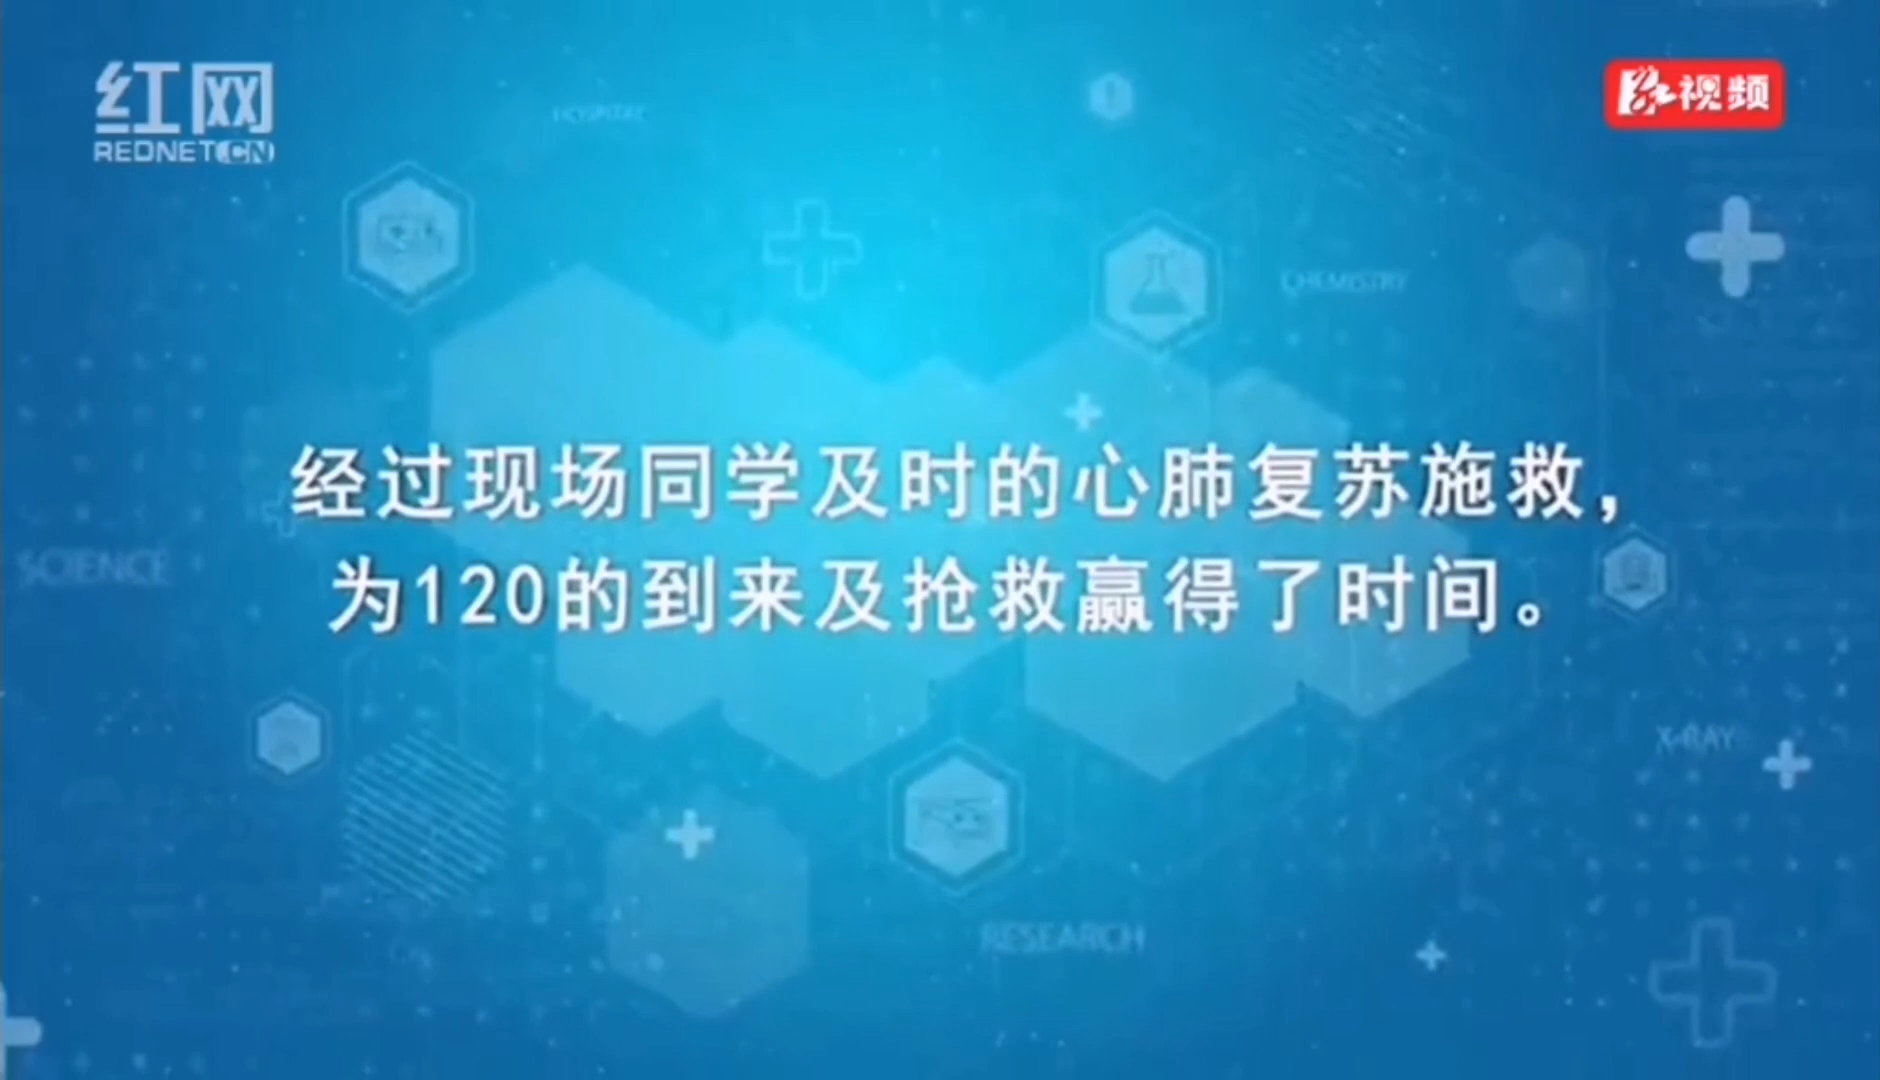 红网
REDNET.CN
红视频
HOSPITAL
CHEMISTRY
经过现场同学及时的心肺复苏施救，
为120的到来及抢救赢得了时间。
SCIENCE
X-RAY
RESEARCH